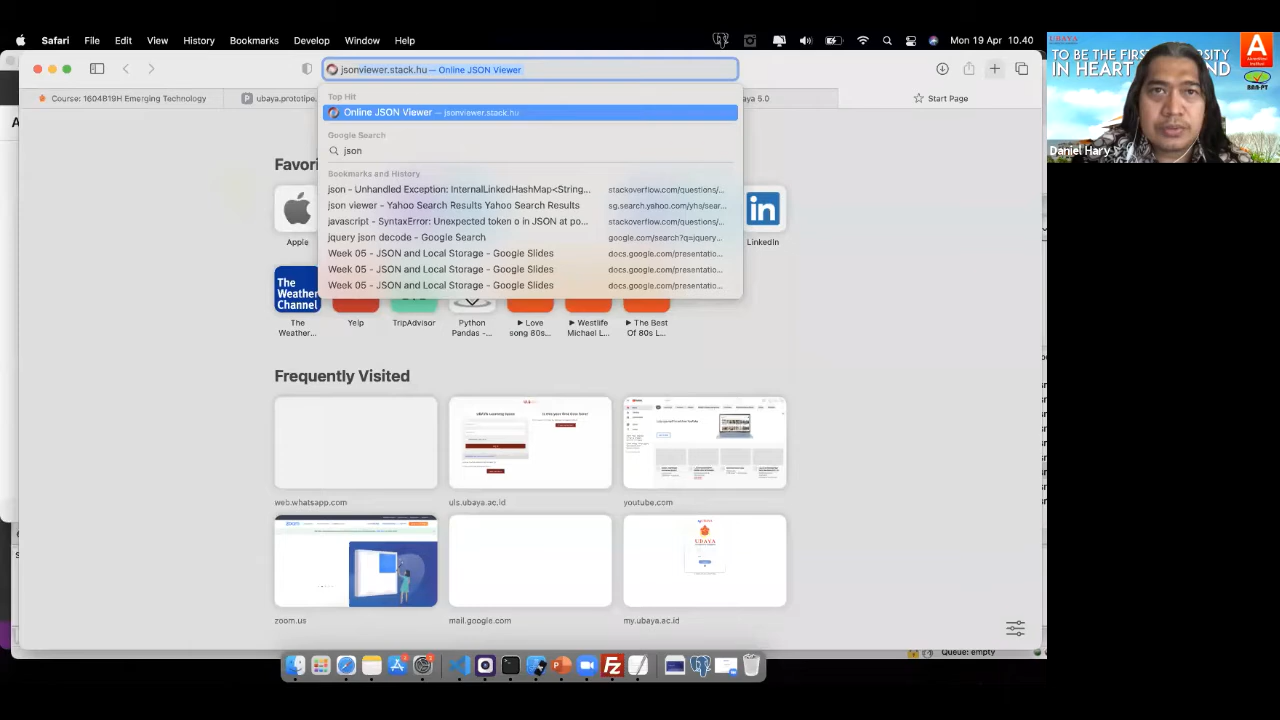 Safari File Edit View History Bookmarks Develop Window Help Mon 19 Apr 10.40
jsonviewer.stack.hu — Online JSON Viewer
Course: 1604B19H Emerging Technology
ubaya.prototipe.
aya 5.0
Start Page
Top Hit
Online JSON Viewer — jsonviewer.stack.hu
Google Search
json
Bookmarks and History
json - Unhandled Exception: InternalLinkedHashMap<String... stackoverflow.com/questions/...
json viewer - Yahoo Search Results Yahoo Search Results sg.search.yahoo.com/yhs/sear...
javascript - SyntaxError: Unexpected token o in JSON at po... stackoverflow.com/questions/...
jquery json decode - Google Search google.com/search?q=jquery...
Week 05 - JSON and Local Storage - Google Slides docs.google.com/presentatio...
Week 05 - JSON and Local Storage - Google Slides docs.google.com/presentatio...
Week 05 - JSON and Local Storage - Google Slides docs.google.com/presentatio...
Favori
Apple
in
LinkedIn
The
Weather
Channel
The
Weather...
Yelp
TripAdvisor
Python
Pandas -...
▶ Love
song 80s...
▶ Westlife
Michael L...
▶ The Best
Of 80s L...
Frequently Visited
web.whatsapp.com
uls.ubaya.ac.id
youtube.com
zoom
UBAYA
zoom.us
mail.google.com
my.ubaya.ac.id
Queue: empty
UBAYA
TO BE THE FIRST
IN HEART
A
BAN-PT
Daniel Hary